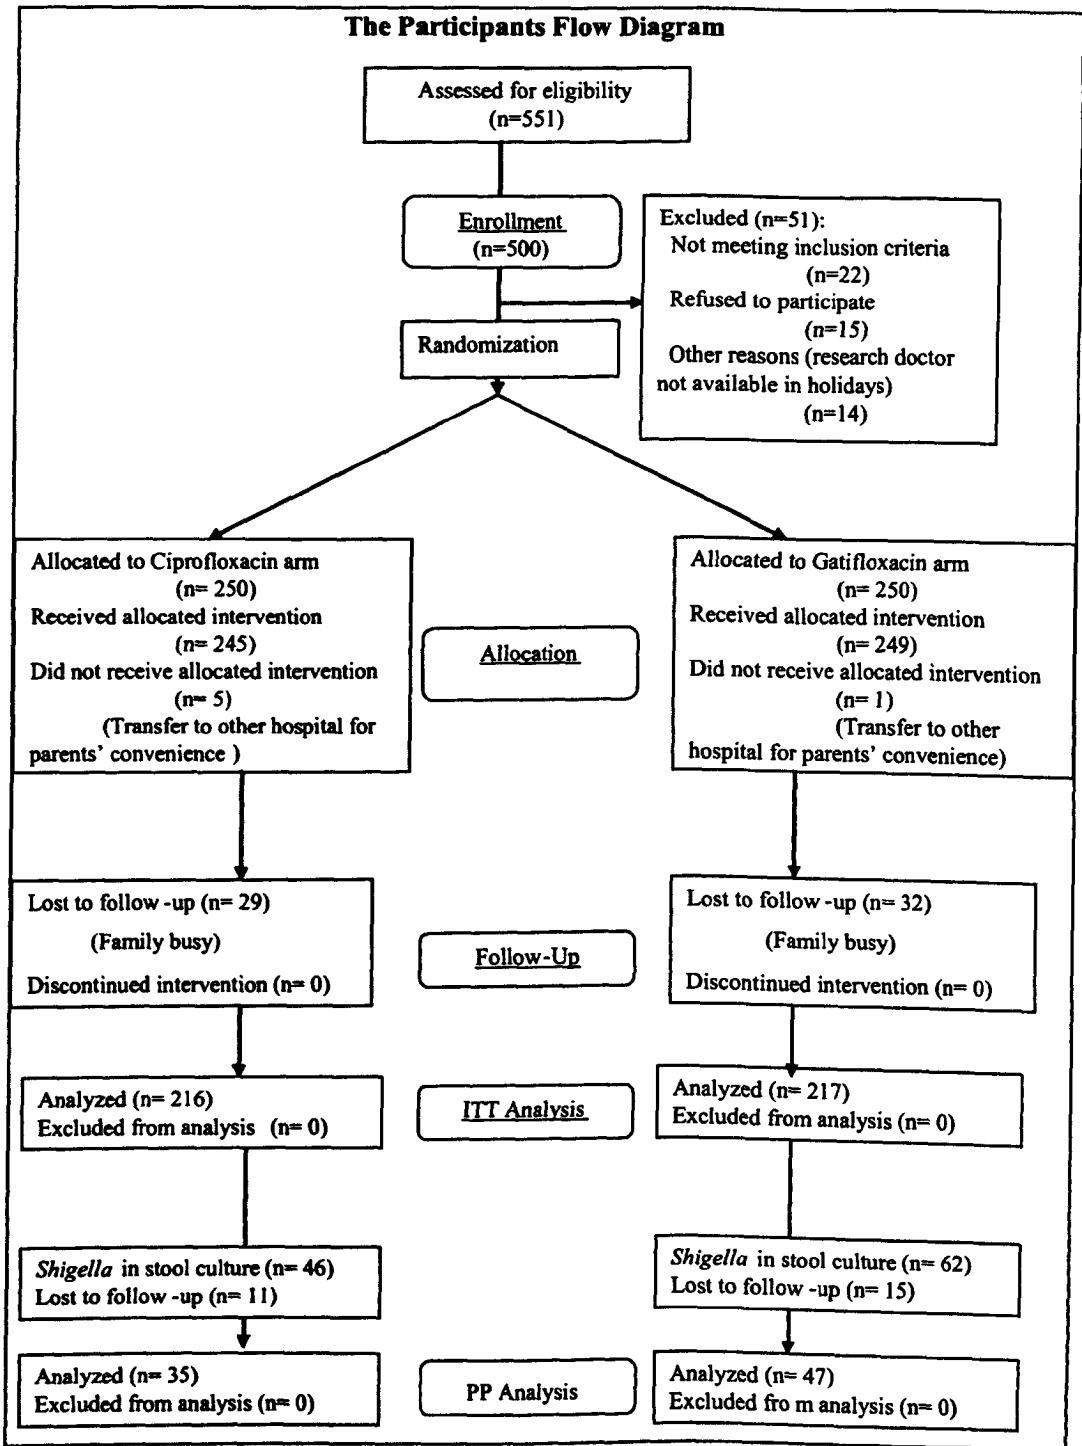 The Participants Flow Diagram
Assessed for eligibility
(n=551)
Enrollment
(n=500)
Excluded (n=51):
Not meeting inclusion criteria
(n=22)
Refused to participate
(n=15)
Other reasons (research doctor
not available in holidays)
(n=14)
Randomization
Allocated to Ciprofloxacin arm
(n= 250)
Received allocated intervention
(n= 245)
Did not receive allocated intervention
(n= 5)
(Transfer to other hospital for
parents' convenience )
Allocation
Allocated to Gatifloxacin arm
(n= 250)
Received allocated intervention
(n= 249)
Did not receive allocated intervention
(n= 1)
(Transfer to other
hospital for parents' convenience)
Lost to follow -up (n= 29)
(Family busy)
Discontinued intervention (n= 0)
Follow-Up
Lost to follow -up (n= 32)
(Family busy)
Discontinued intervention (n= 0)
Analyzed (n= 216)
Excluded from analysis (n= 0)
ITT Analysis
Analyzed (n= 217)
Excluded from analysis (n= 0)
Shigella in stool culture (n= 46)
Lost to follow -up (n= 11)
Shigella in stool culture (n= 62)
Lost to follow -up (n= 15)
Analyzed (n= 35)
Excluded from analysis (n= 0)
PP Analysis
Analyzed (n= 47)
Excluded fro m analysis (n= 0)